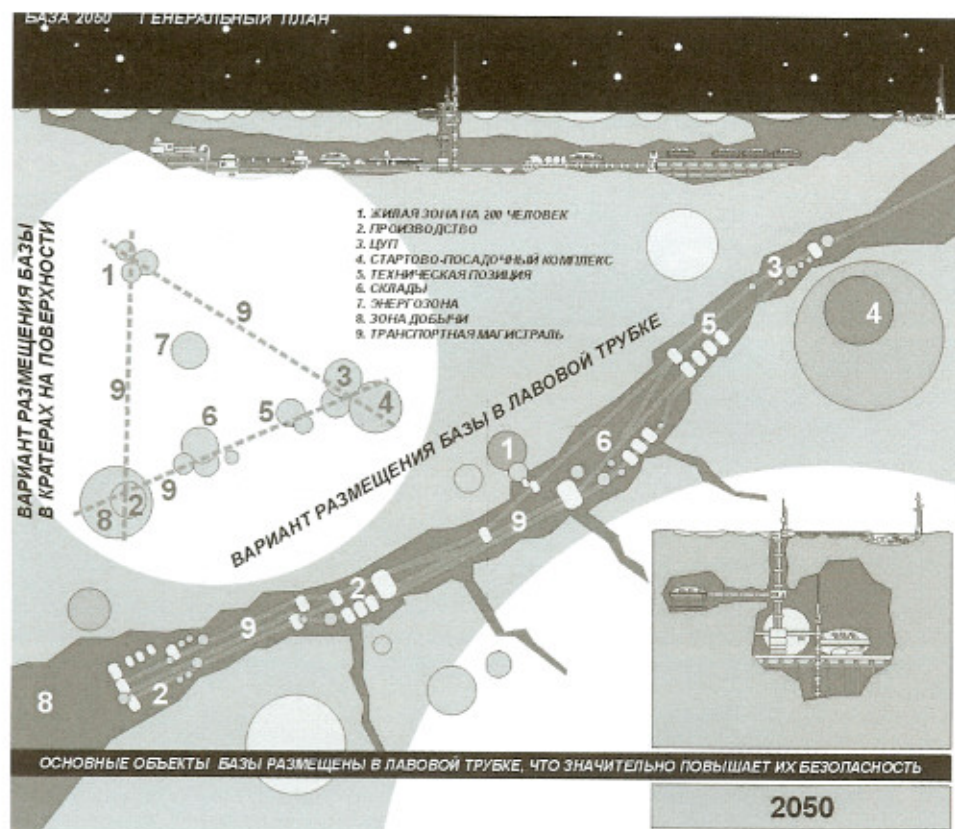 БАЗА 2050 ГЕНЕРАЛЬНЫЙ ПЛАН
1. ЖИЛАЯ ЗОНА НА 200 ЧЕЛОВЕК
2. ПРОИЗВОДСТВО
3. ЦУП
4. СТАРТОВО-ПОСАДОЧНЫЙ КОМПЛЕКС
5. ТЕХНИЧЕСКАЯ ПОЗИЦИЯ
6. СКЛАДЫ
7. ЭНЕРГОЗОНА
8. ЗОНА ДОБЫЧИ
9. ТРАНСПОРТНАЯ МАГИСТРАЛЬ
ВАРИАНТ РАЗМЕЩЕНИЯ БАЗЫ
В КРАТЕРАХ НА ПОВЕРХНОСТИ
1
9
7
9
3
4
5
6
9
8
2
ВАРИАНТ РАЗМЕЩЕНИЯ БАЗЫ В ЛАВОВОЙ ТРУБКЕ
3
4
5
1
6
9
2
9
2
8
ОСНОВНЫЕ ОБЪЕКТЫ БАЗЫ РАЗМЕЩЕНЫ В ЛАВОВОЙ ТРУБКЕ, ЧТО ЗНАЧИТЕЛЬНО ПОВЫШАЕТ ИХ БЕЗОПАСНОСТЬ
2050